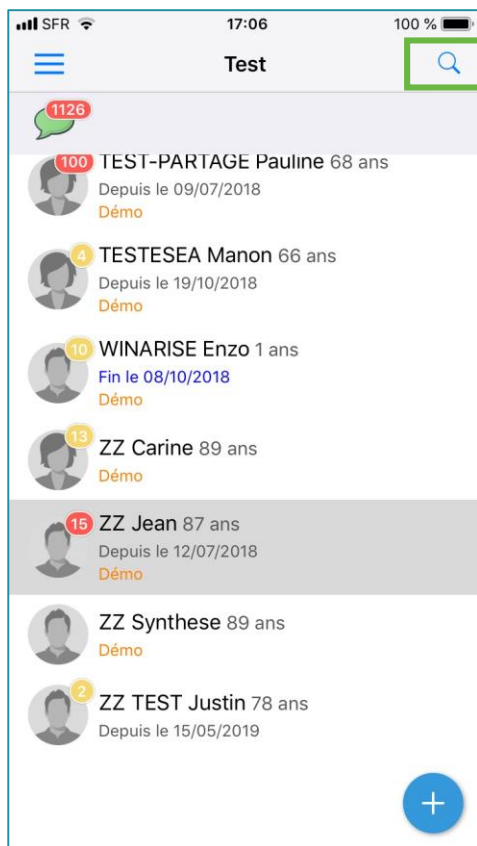 SFR 17:06 100 %
Test
1126
100 TEST-PARTAGE Pauline 68 ans
Depuis le 09/07/2018
Démo
4 TESTESEA Manon 66 ans
Depuis le 19/10/2018
Démo
10 WINARISE Enzo 1 ans
Fin le 08/10/2018
Démo
13 ZZ Carine 89 ans
Démo
15 ZZ Jean 87 ans
Depuis le 12/07/2018
Démo
ZZ Synthese 89 ans
Démo
2 ZZ TEST Justin 78 ans
Depuis le 15/05/2019
+